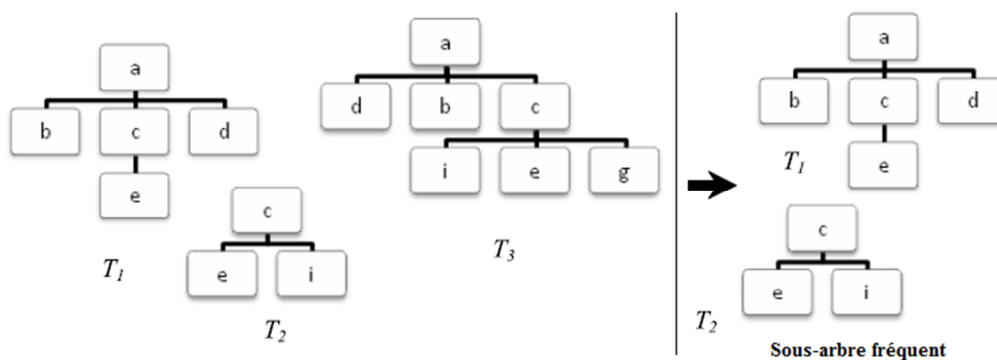 a
b c d
e
T1
c
e i
T2
a
d b c
i e g
T3
a
b c d
e
T1
c
e i
T2
Sous-arbre fréquent